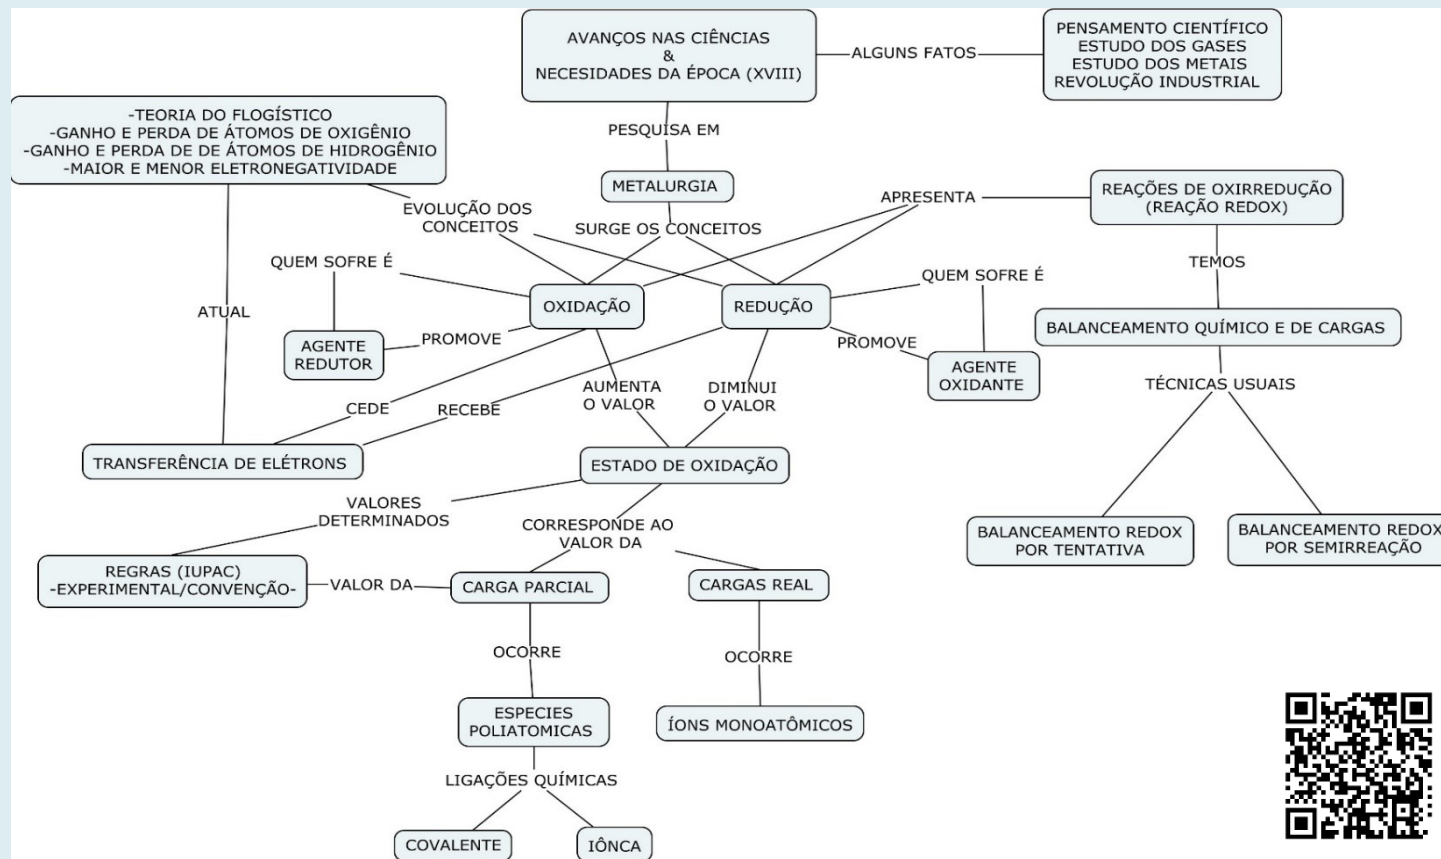 AVANÇOS NAS CIÊNCIAS
&
NECESIDADES DA ÉPOCA (XVIII)
ALGUNS FATOS
PENSAMENTO CIENTÍFICO
ESTUDO DOS GASES
ESTUDO DOS METAIS
REVOLUÇÃO INDUSTRIAL
-TEORIA DO FLOGÍSTICO
-GANHO E PERDA DE ÁTOMOS DE OXIGÊNIO
-GANHO E PERDA DE DE ÁTOMOS DE HIDROGÊNIO
-MAIOR E MENOR ELETRONEGATIVIDADE
PESQUISA EM
METALURGIA
SURGE OS CONCEITOS
EVOLUÇÃO DOS
CONCEITOS
APRESENTA
REAÇÕES DE OXIRREDUÇÃO
(REAÇÃO REDOX)
TEMOS
QUEM SOFRE É
OXIDAÇÃO
REDUÇÃO
QUEM SOFRE É
ATUAL
BALANCEAMENTO QUÍMICO E DE CARGAS
AGENTE
REDUTOR
PROMOVE
PROMOVE
AGENTE
OXIDANTE
TÉCNICAS USUAIS
CEDE
RECEBE
AUMENTA
O VALOR
DIMINUI
O VALOR
TRANSFERÊNCIA DE ELÉTRONS
ESTADO DE OXIDAÇÃO
VALORES
DETERMINADOS
CORRESPONDE AO
VALOR DA
BALANCEAMENTO REDOX
POR TENTATIVA
BALANCEAMENTO REDOX
POR SEMIRREAÇÃO
REGRAS (IUPAC)
-EXPERIMENTAL/CONVENÇÃO-
VALOR DA
CARGA PARCIAL
CARGAS REAL
OCORRE
OCORRE
ESPECIES
POLIATOMICAS
ÍONS MONOATÔMICOS
LIGAÇÕES QUÍMICAS
COVALENTE
IÔNCA